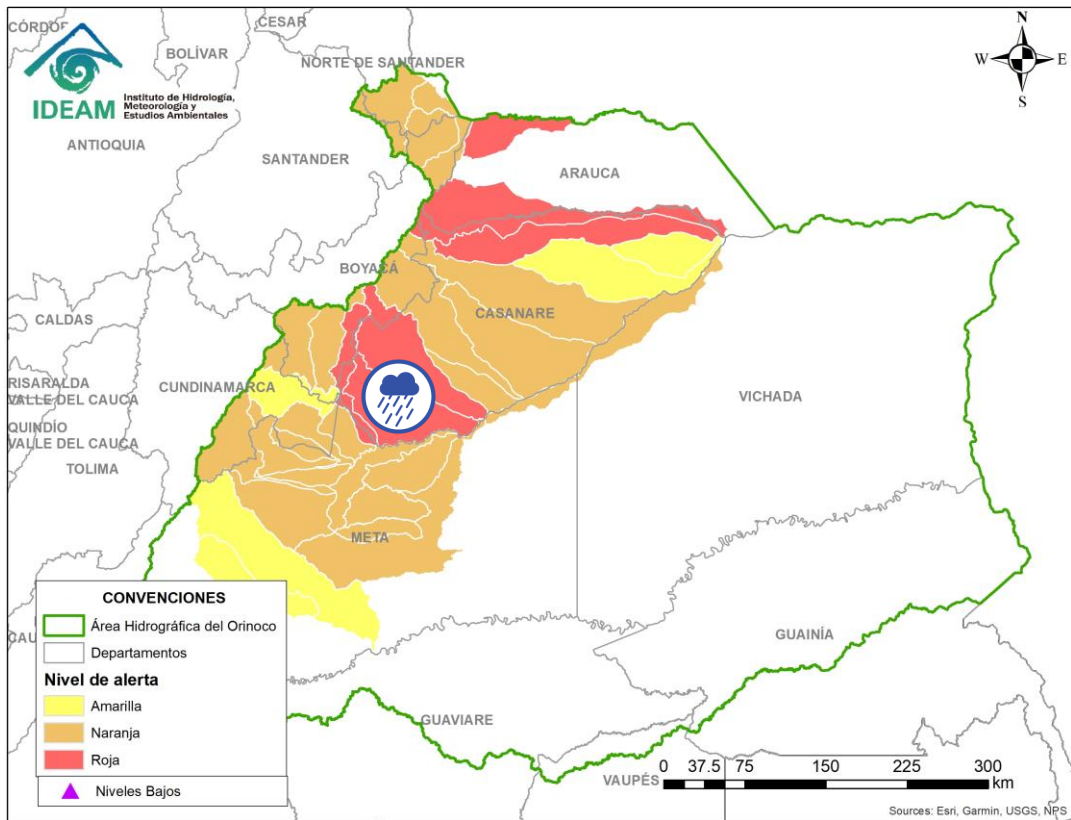 CÓRDO
CESAR
BOLÍVAR
NORTE DE SANTANDER
IDEAM
Instituto de Hidrología,
Meteorología y
Estudios Ambientales
N
W
E
S
ANTIOQUIA
SANTANDER
ARAUCA
BOYACÁ
CASANARE
CALDAS
RISARALDA
CUNDINAMARCA
VALLE DEL CAUCA
VICHADA
QUINDÍO
VALLE DEL CAUCA
TOLIMA
META
CAU
CONVENCIONES
Área Hidrográfica del Orinoco
Departamentos
Nivel de alerta
Amarilla
Naranja
Roja
Niveles Bajos
GUAINÍA
GUAVIARE
VAUPÉS
0 37.5 75 150 225 300
km
Sources: Esri, Garmin, USGS, NPS